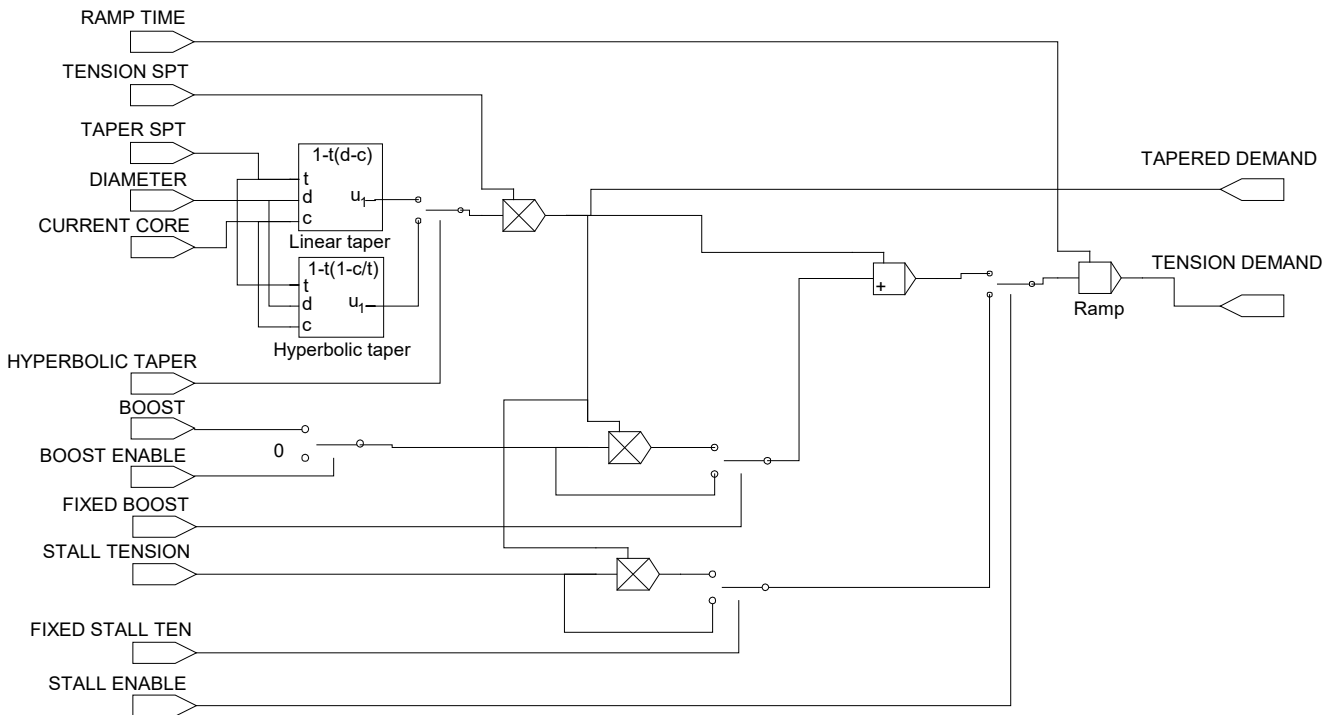 RAMP TIME
TENSION SPT
TAPER SPT
DIAMETER
CURRENT CORE
1-t(d-c)
t
d
c
u1
Linear taper
1-t(1-c/t)
t
d
c
u1
Hyperbolic taper
HYPERBOLIC TAPER
BOOST
0
BOOST ENABLE
FIXED BOOST
STALL TENSION
FIXED STALL TEN
STALL ENABLE
+
Ramp
TAPERED DEMAND
TENSION DEMAND